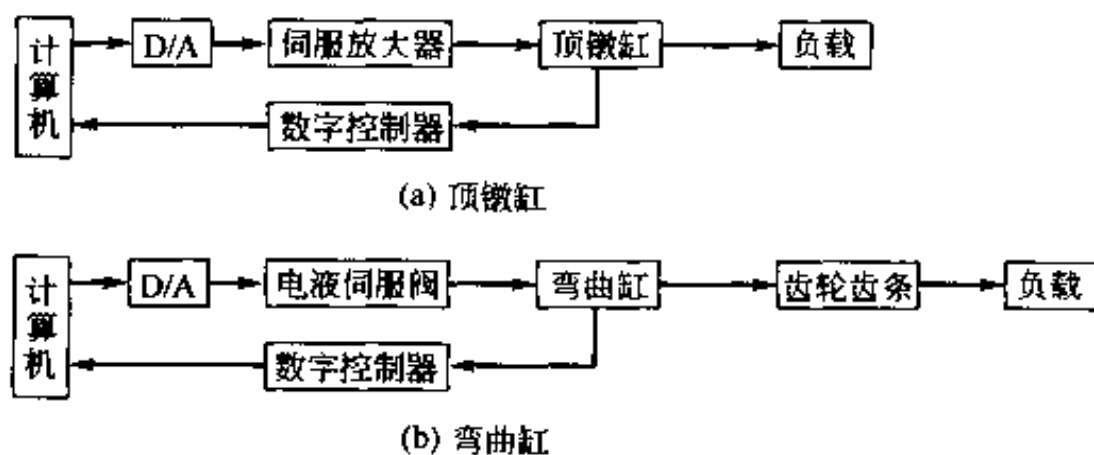 计算机 D/A 伺服放大器 顶镦缸 负载
数字控制器
(a) 顶镦缸
计算机 D/A 电液伺服阀 弯曲缸 齿轮齿条 负载
数字控制器
(b) 弯曲缸